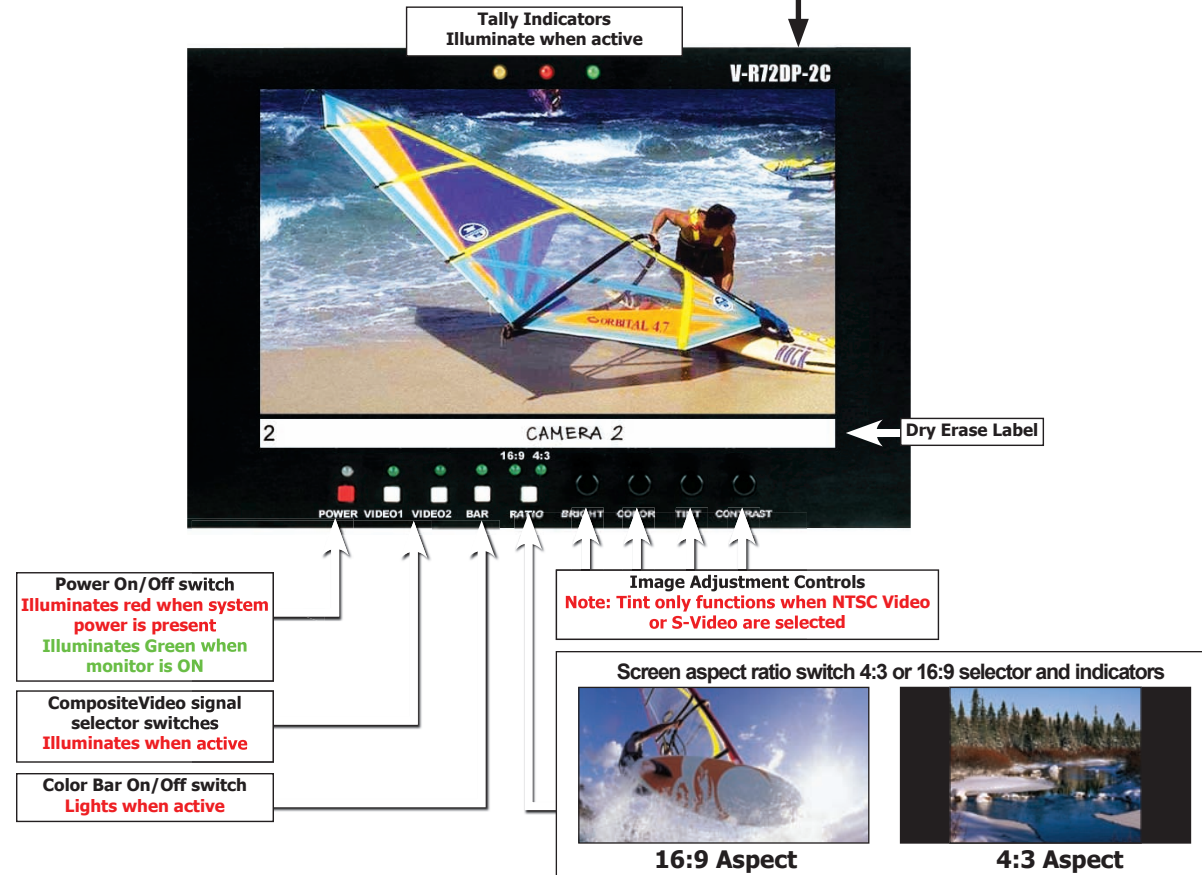 Tally Indicators
Illuminate when active
V-R72DP-2C
ORBITAL 4.7
ROCK
2 CAMERA 2
Dry Erase Label
16:9 4:3
POWER VIDEO1 VIDEO2 BAR RATIO BRIGHT COLOR TINT CONTRAST
Power On/Off switch
Illuminates red when system
power is present
Illuminates Green when
monitor is ON
Image Adjustment Controls
Note: Tint only functions when NTSC Video
or S-Video are selected
CompositeVideo signal
selector switches
Illuminates when active
Color Bar On/Off switch
Lights when active
Screen aspect ratio switch 4:3 or 16:9 selector and indicators
16:9 Aspect
4:3 Aspect